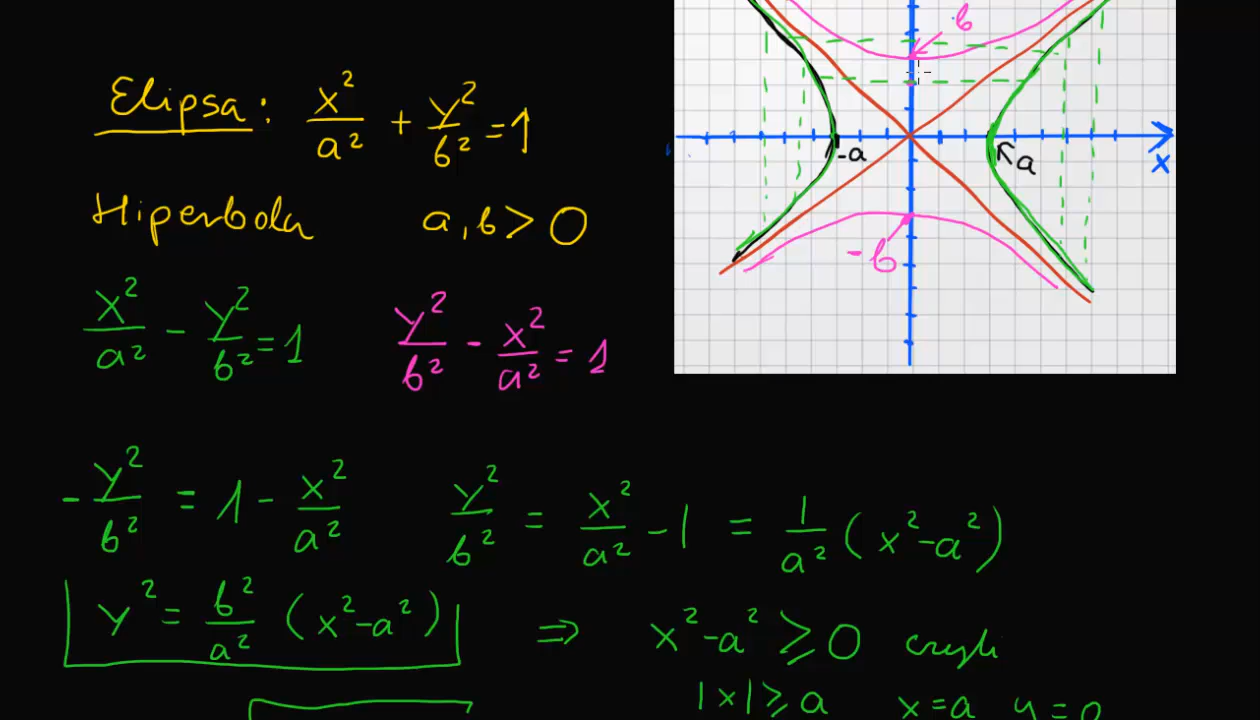 Elipsa: x²/a² + y²/b² = 1
Hiperbola a, b > 0
x²/a² - y²/b² = 1
y²/b² - x²/a² = 1
b
-a
a
x
-b
- y²/b² = 1 - x²/a²
y²/b² = x²/a² - 1 = 1/a² (x² - a²)
y² = b²/a² (x² - a²) ⇒ x² - a² ⩾ 0 czyli
|x| ⩾ a x = a y = 0